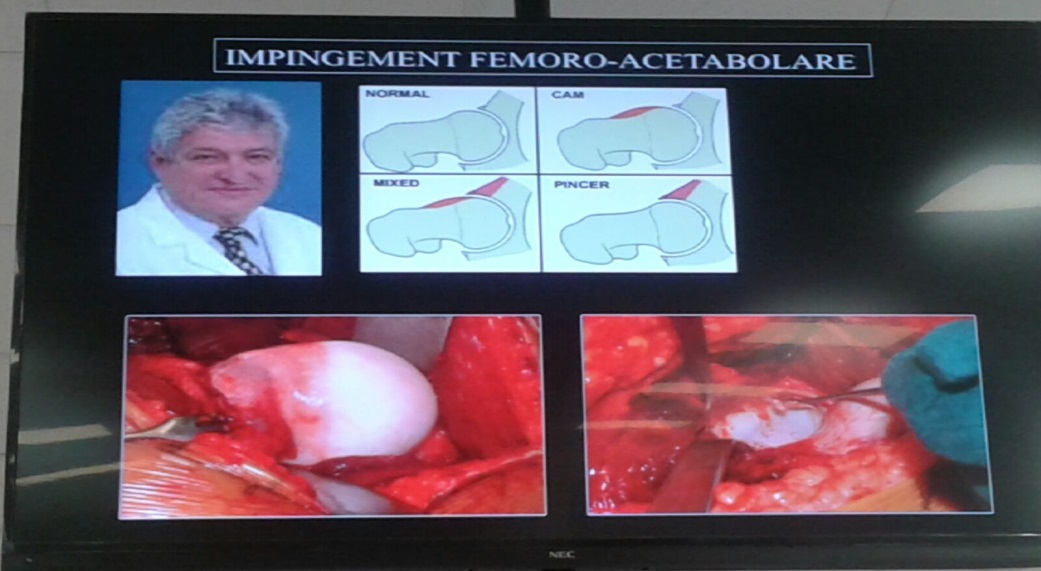 IMPINGEMENT FEMORO-ACETABOLARE
NORMAL
CAM
MIXED
PINCER
NEC